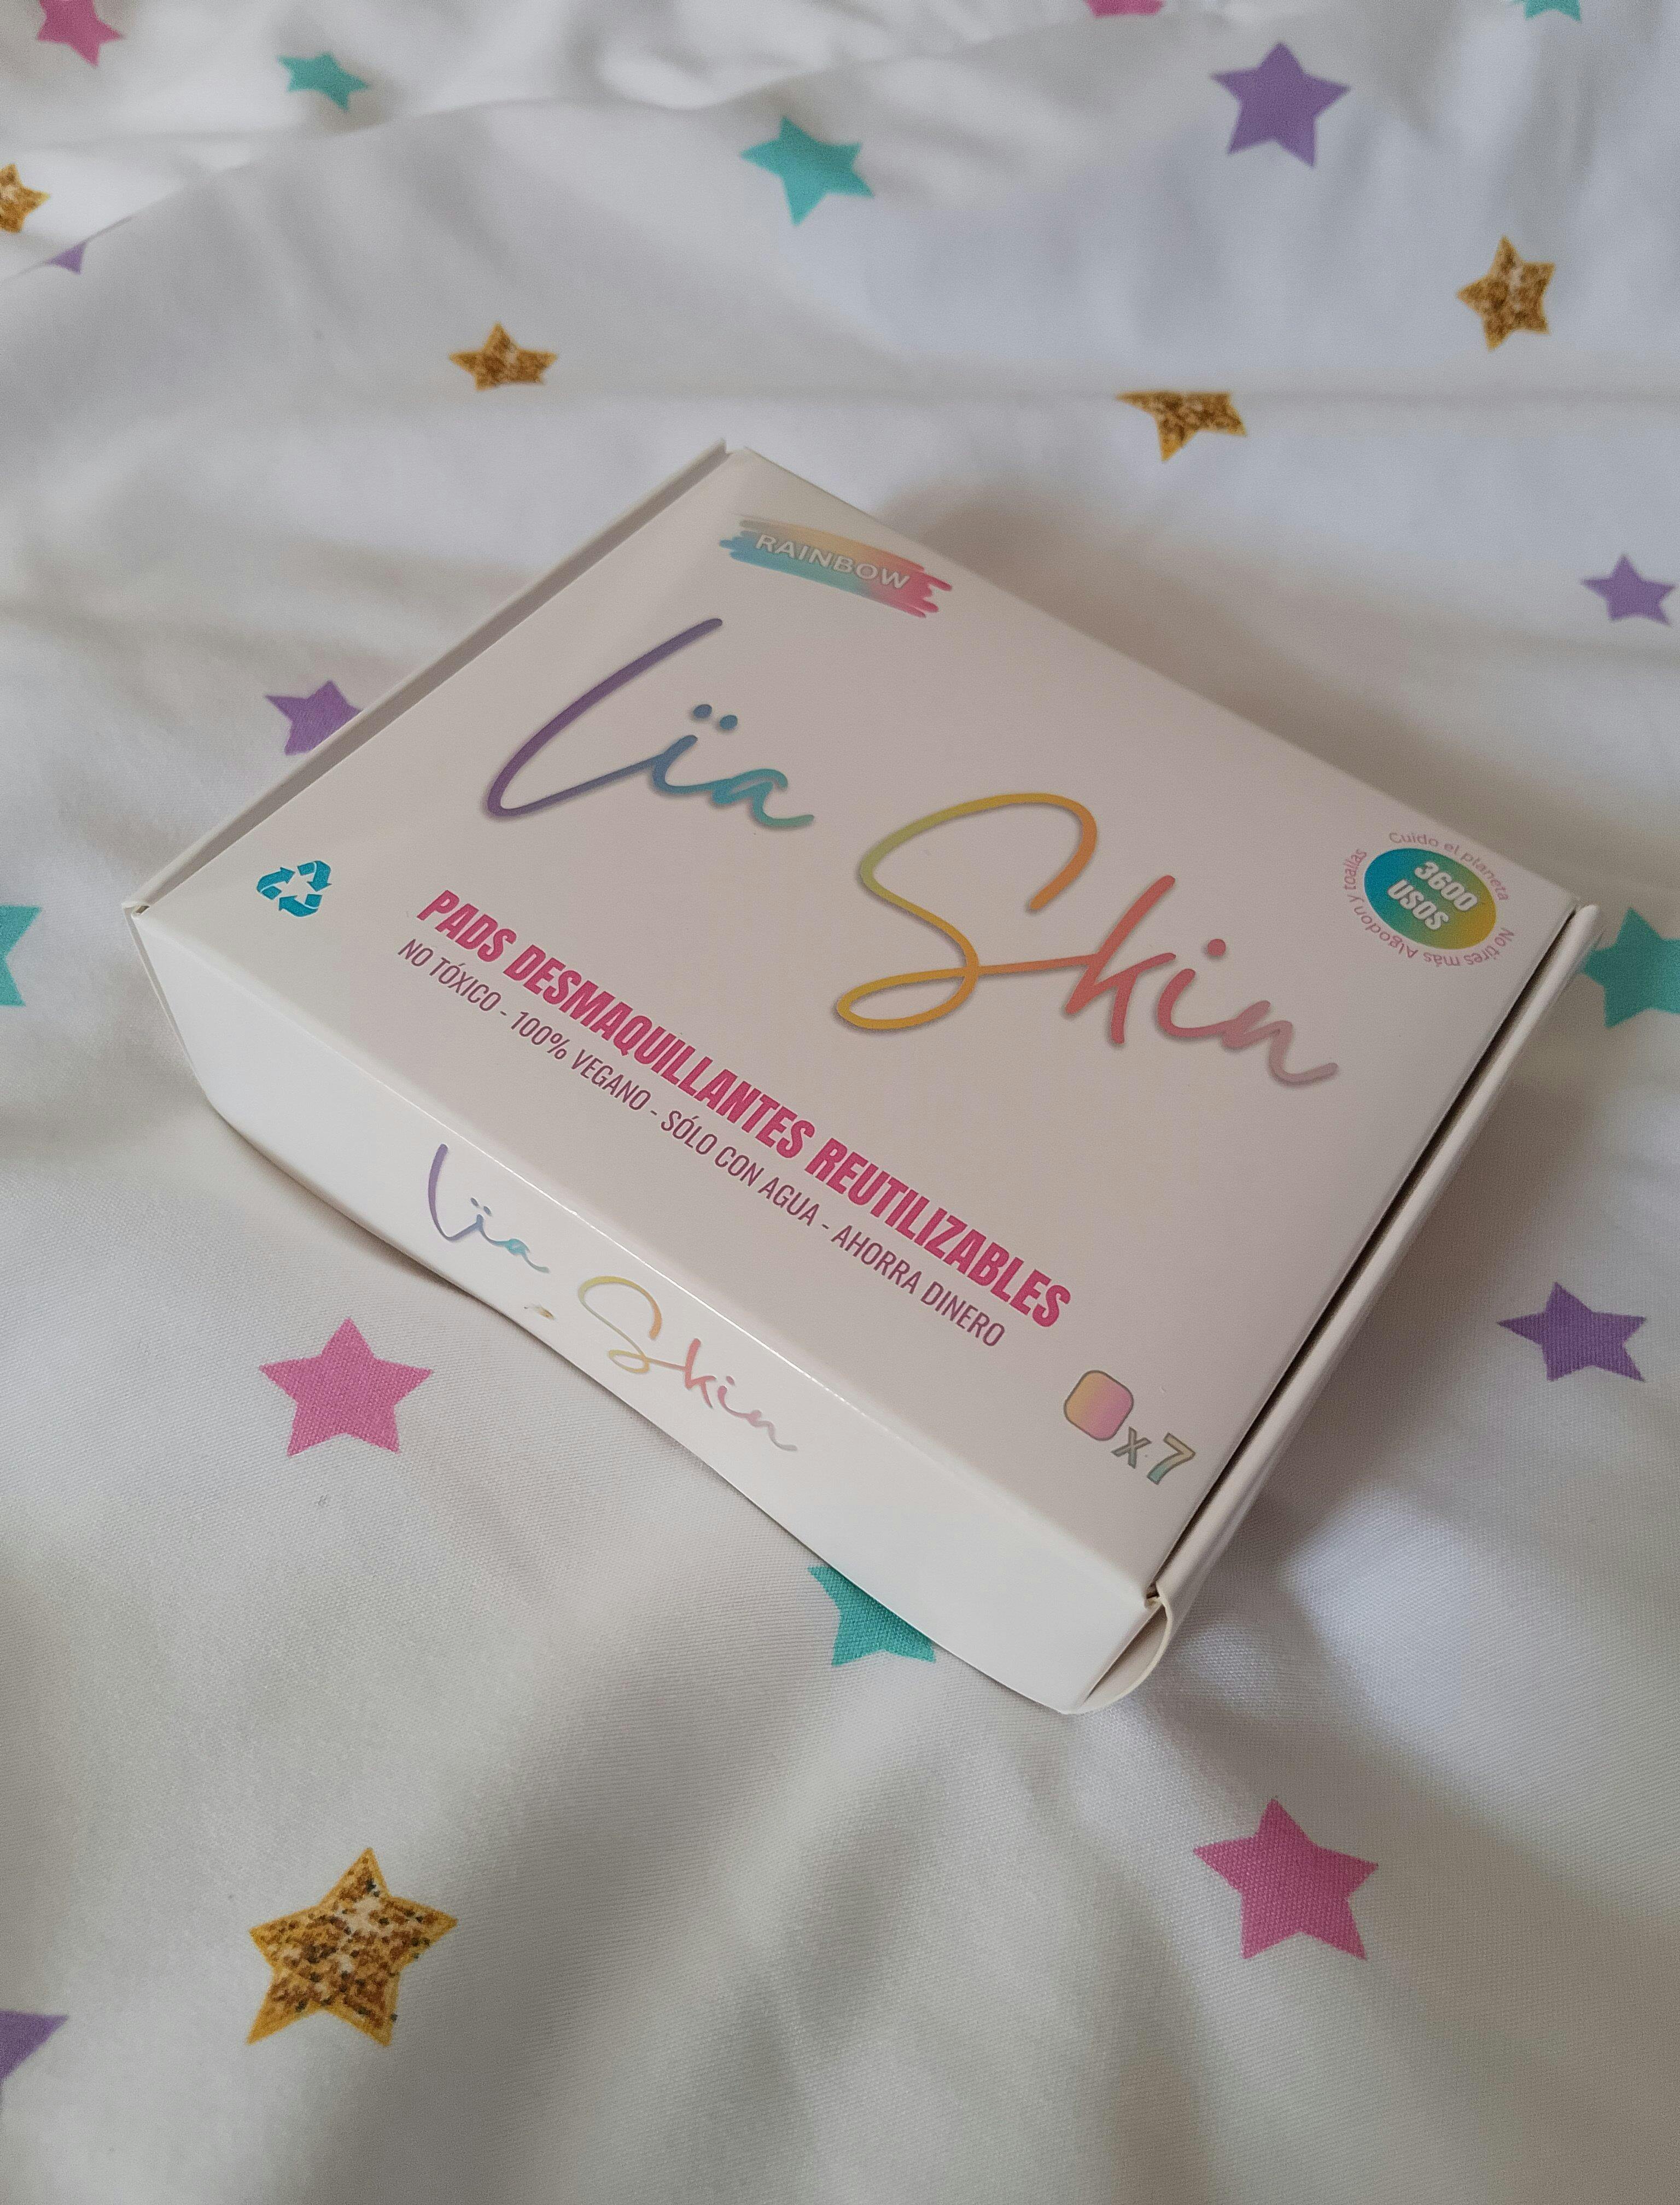 RAINBOW
Lïa Skin
Cuido el planeta
3600
USOS
No tires más Algodón y toallas
PADS DESMAQUILLANTES REUTILIZABLES
NO TÓXICO - 100% VEGANO - SÓLO CON AGUA - AHORRA DINERO
x 7
Lïa Skin